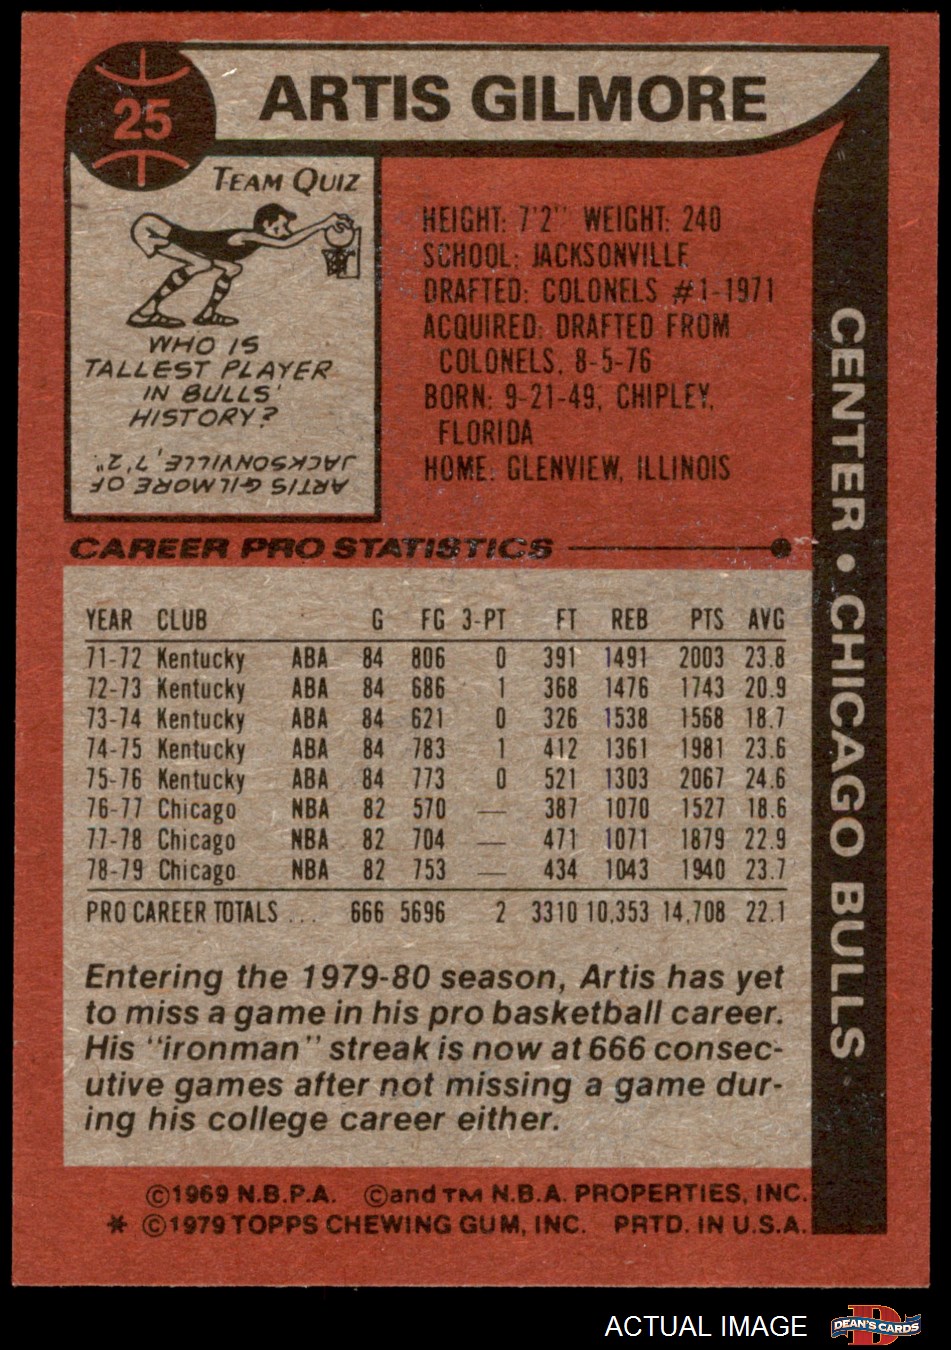 25
ARTIS GILMORE
TEAM QUIZ
WHO IS
TALLEST PLAYER
IN BULLS'
HISTORY?
ARTIS GILMORE OF
JACKSONVILLE, 7'2"
HEIGHT: 7'2" WEIGHT: 240
SCHOOL: JACKSONVILLE
DRAFTED: COLONELS #1-1971
ACQUIRED: DRAFTED FROM
COLONELS, 8-5-76
BORN: 9-21-49, CHIPLEY,
FLORIDA
HOME: GLENVIEW, ILLINOIS
CENTER • CHICAGO BULLS
CAREER PRO STATISTICS
YEAR CLUB G FG 3-PT FT REB PTS AVG
71-72 Kentucky ABA 84 806 0 391 1491 2003 23.8
72-73 Kentucky ABA 84 686 1 368 1476 1743 20.9
73-74 Kentucky ABA 84 621 0 326 1538 1568 18.7
74-75 Kentucky ABA 84 783 1 412 1361 1981 23.6
75-76 Kentucky ABA 84 773 0 521 1303 2067 24.6
76-77 Chicago NBA 82 570 — 387 1070 1527 18.6
77-78 Chicago NBA 82 704 — 471 1071 1879 22.9
78-79 Chicago NBA 82 753 — 434 1043 1940 23.7
PRO CAREER TOTALS ... 666 5696 2 3310 10,353 14,708 22.1
Entering the 1979-80 season, Artis has yet
to miss a game in his pro basketball career.
His "ironman" streak is now at 666 consec-
utive games after not missing a game dur-
ing his college career either.
©1969 N.B.P.A. ©and TM N.B.A. PROPERTIES, INC.
* ©1979 TOPPS CHEWING GUM, INC. PRTD. IN U.S.A.
ACTUAL IMAGE
D
DEAN'S CARDS